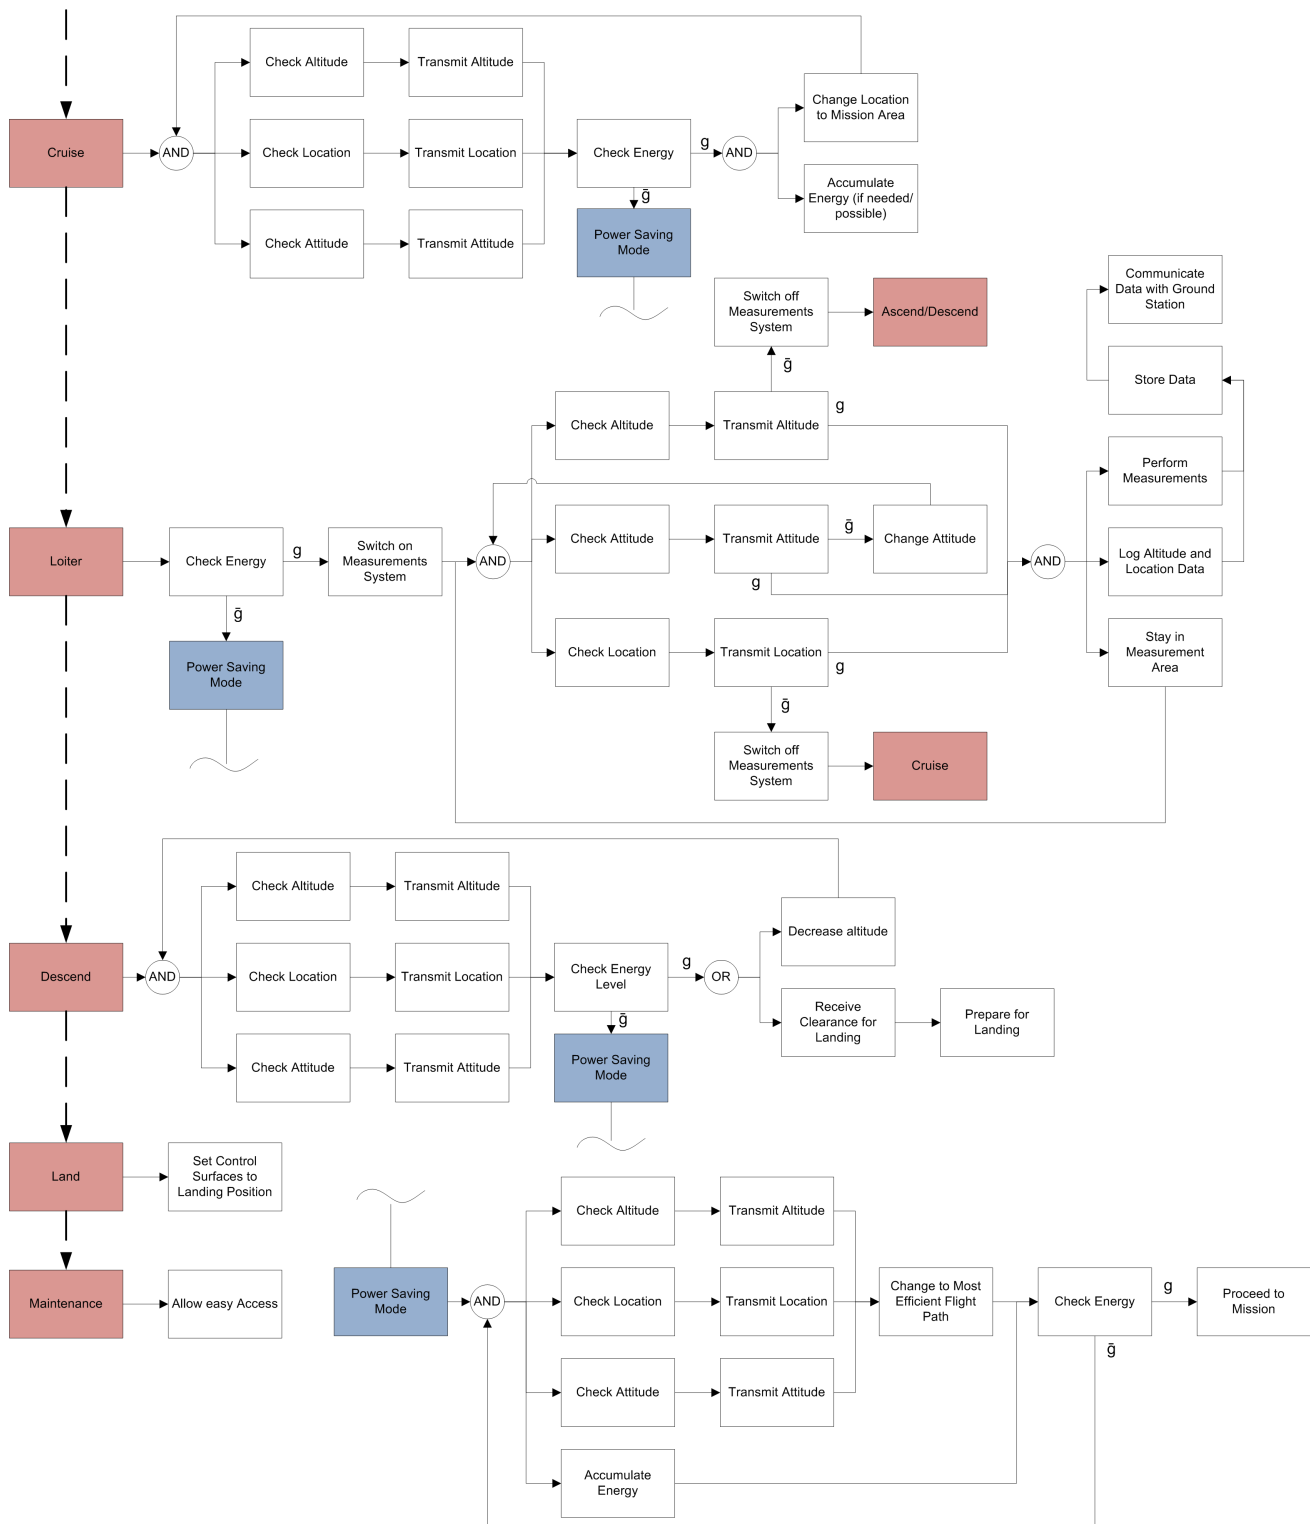 Check Altitude
Transmit Altitude
Change Location
to Mission Area
Cruise
AND
Check Location
Transmit Location
Check Energy
g
AND
ḡ
Accumulate
Energy (if needed/
possible)
Check Attitude
Transmit Attitude
Power Saving
Mode
Switch off
Measurements
System
Ascend/Descend
Communicate
Data with Ground
Station
ḡ
Store Data
Check Altitude
Transmit Altitude
g
Perform
Measurements
Loiter
Check Energy
g
Switch on
Measurements
System
AND
Check Attitude
Transmit Attitude
ḡ
Change Attitude
g
AND
Log Altitude and
Location Data
ḡ
Power Saving
Mode
Check Location
Transmit Location
g
Stay in
Measurement
Area
ḡ
Switch off
Measurements
System
Cruise
Check Altitude
Transmit Altitude
Decrease altitude
Descend
AND
Check Location
Transmit Location
Check Energy
Level
g
OR
ḡ
Receive
Clearance for
Landing
Prepare for
Landing
Check Attitude
Transmit Attitude
Power Saving
Mode
Land
Set Control
Surfaces to
Landing Position
Check Altitude
Transmit Altitude
Maintenance
Allow easy Access
Power Saving
Mode
AND
Check Location
Transmit Location
Change to Most
Efficient Flight
Path
Check Energy
g
Proceed to
Mission
ḡ
Check Attitude
Transmit Attitude
Accumulate
Energy